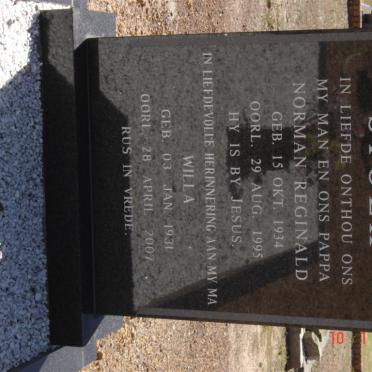 IN LIEFDE ONTHOU ONS
MY MAN EN ONS PAPPA
NORMAN REGINALD
GEB. 15 OKT. 1934
OORL. 29 AUG. 1995
HY IS BY JESUS.
IN LIEFDEVOLLE HERINNERING AAN MY MA
WILLA
GEB. 03 JAN. 1931
OORL. 28 APRIL 2007
RUS IN VREDE.